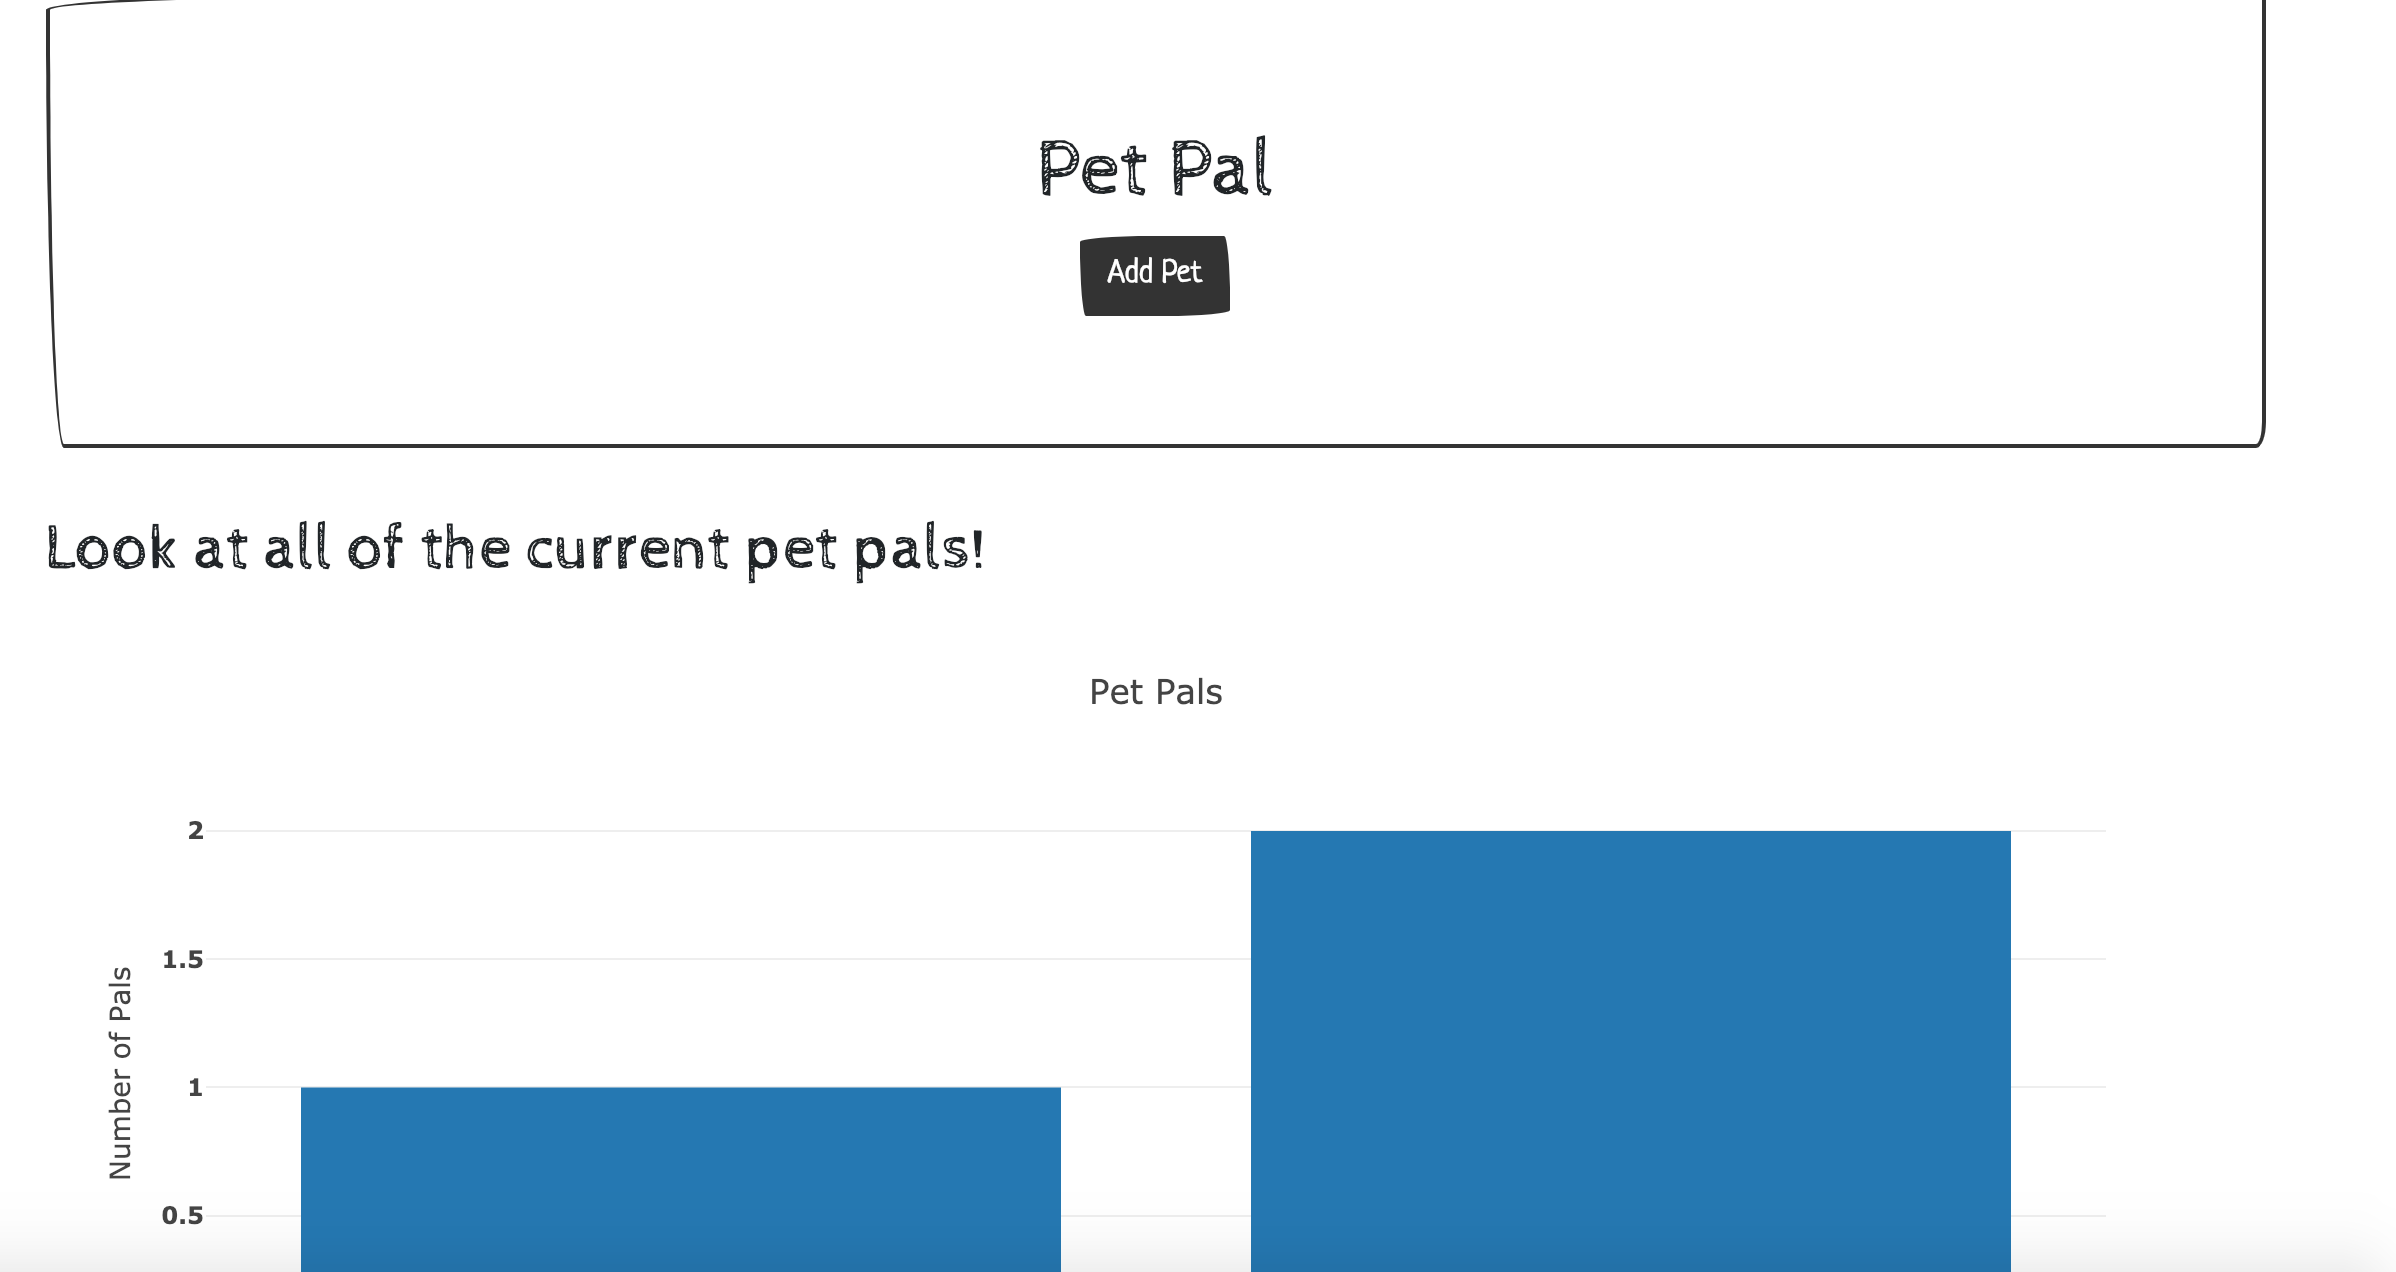 Pet Pal
Add Pet
Look at all of the current pet pals!
Pet Pals
2
1.5
1
0.5
Number of Pals